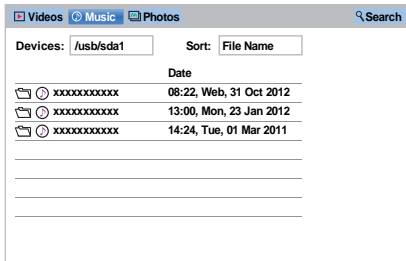 Videos Music Photos Search
Devices: /usb/sda1 Sort: File Name
Date
xxxxxxxxxxx 08:22, Web, 31 Oct 2012
xxxxxxxxxxx 13:00, Mon, 23 Jan 2012
xxxxxxxxxxx 14:24, Tue, 01 Mar 2011